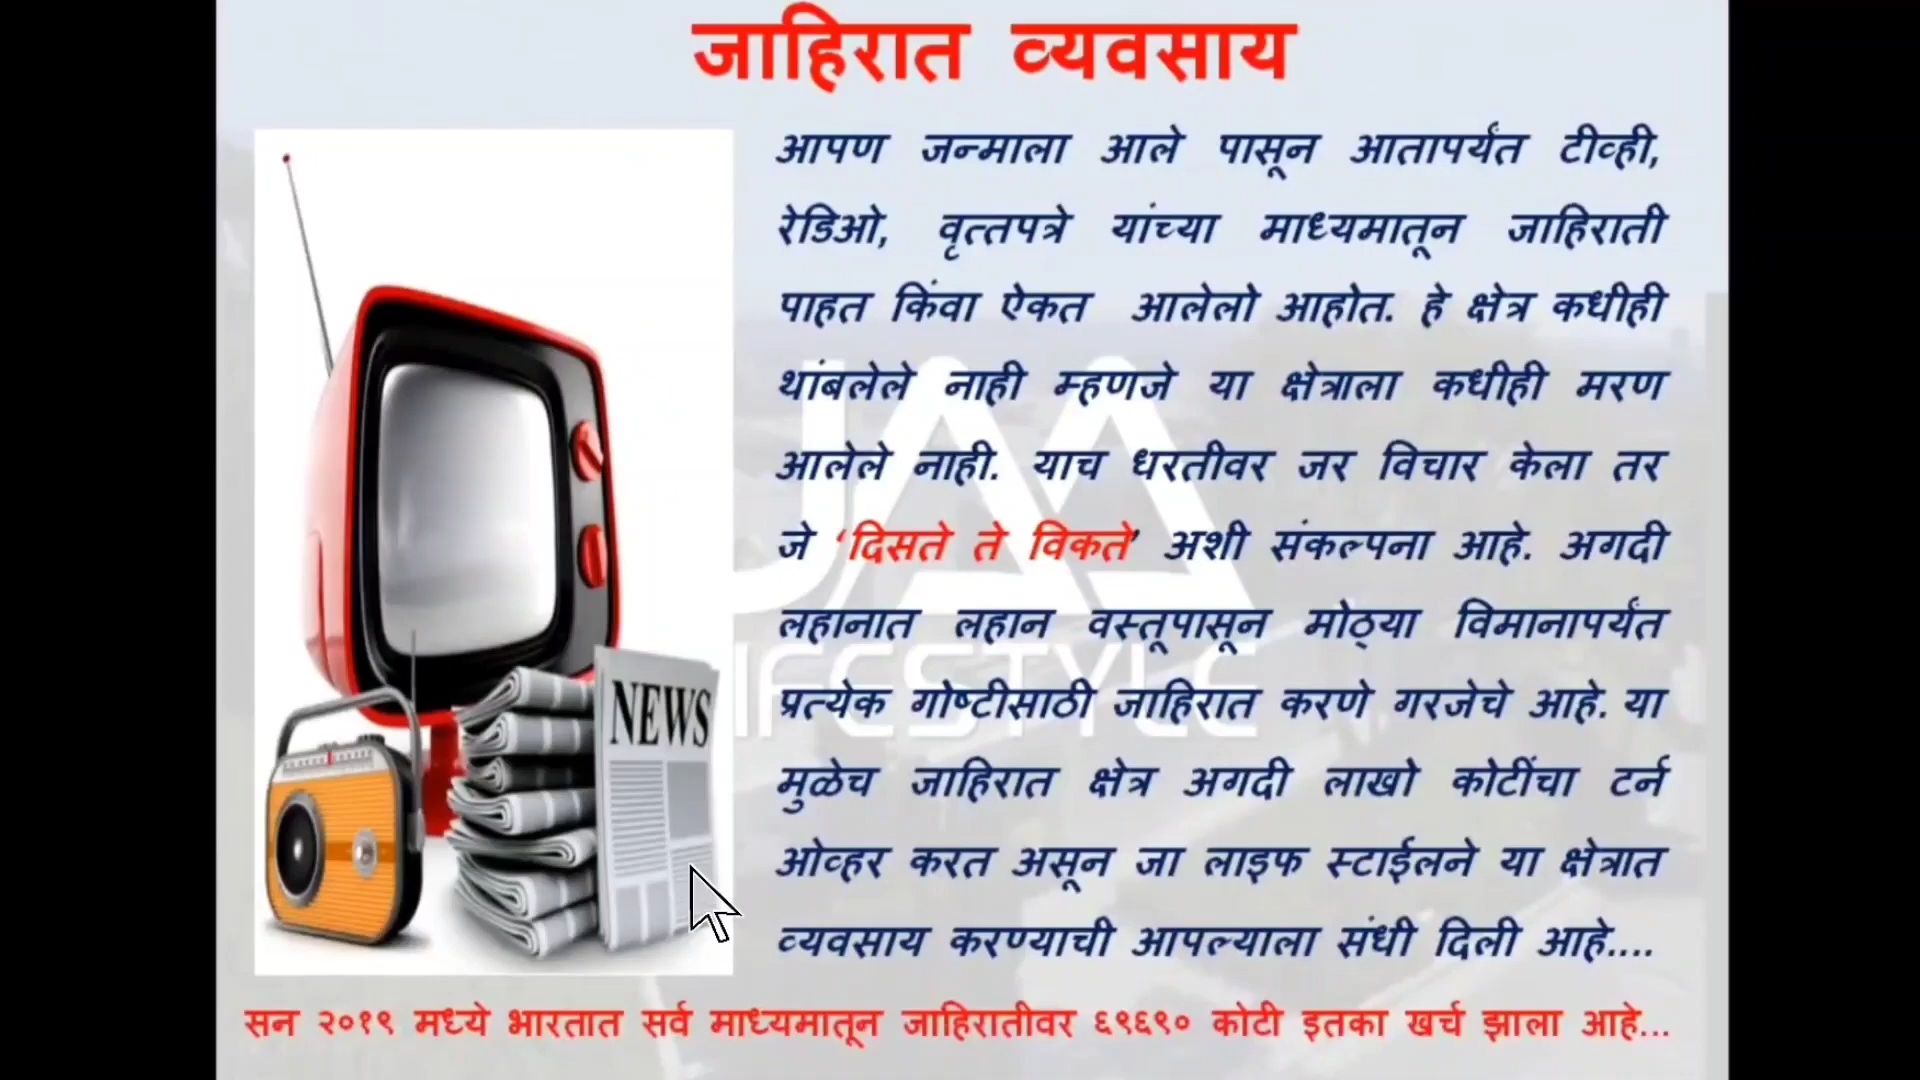 जाहिरात व्यवसाय
आपण जन्माला आले पासून आतापर्यंत टीव्ही,
रेडिओ, वृत्तपत्रे यांच्या माध्यमातून जाहिराती
पाहत किंवा ऐकत आलेलो आहोत. हे क्षेत्र कधीही
थांबलेले नाही म्हणजे या क्षेत्राला कधीही मरण
आलेले नाही. याच धरतीवर जर विचार केला तर
जे ‘दिसते ते विकते’ अशी संकल्पना आहे. अगदी
लहानात लहान वस्तूपासून मोठ्या विमानापर्यंत
प्रत्येक गोष्टीसाठी जाहिरात करणे गरजेचे आहे. या
मुळेच जाहिरात क्षेत्र अगदी लाखो कोटींचा टर्न
ओव्हर करत असून जा लाइफ स्टाईलने या क्षेत्रात
व्यवसाय करण्याची आपल्याला संधी दिली आहे....
सन २०१९ मध्ये भारतात सर्व माध्यमातून जाहिरातीवर ६९६९० कोटी इतका खर्च झाला आहे...
NEWS
JAA
LIFESTYLE